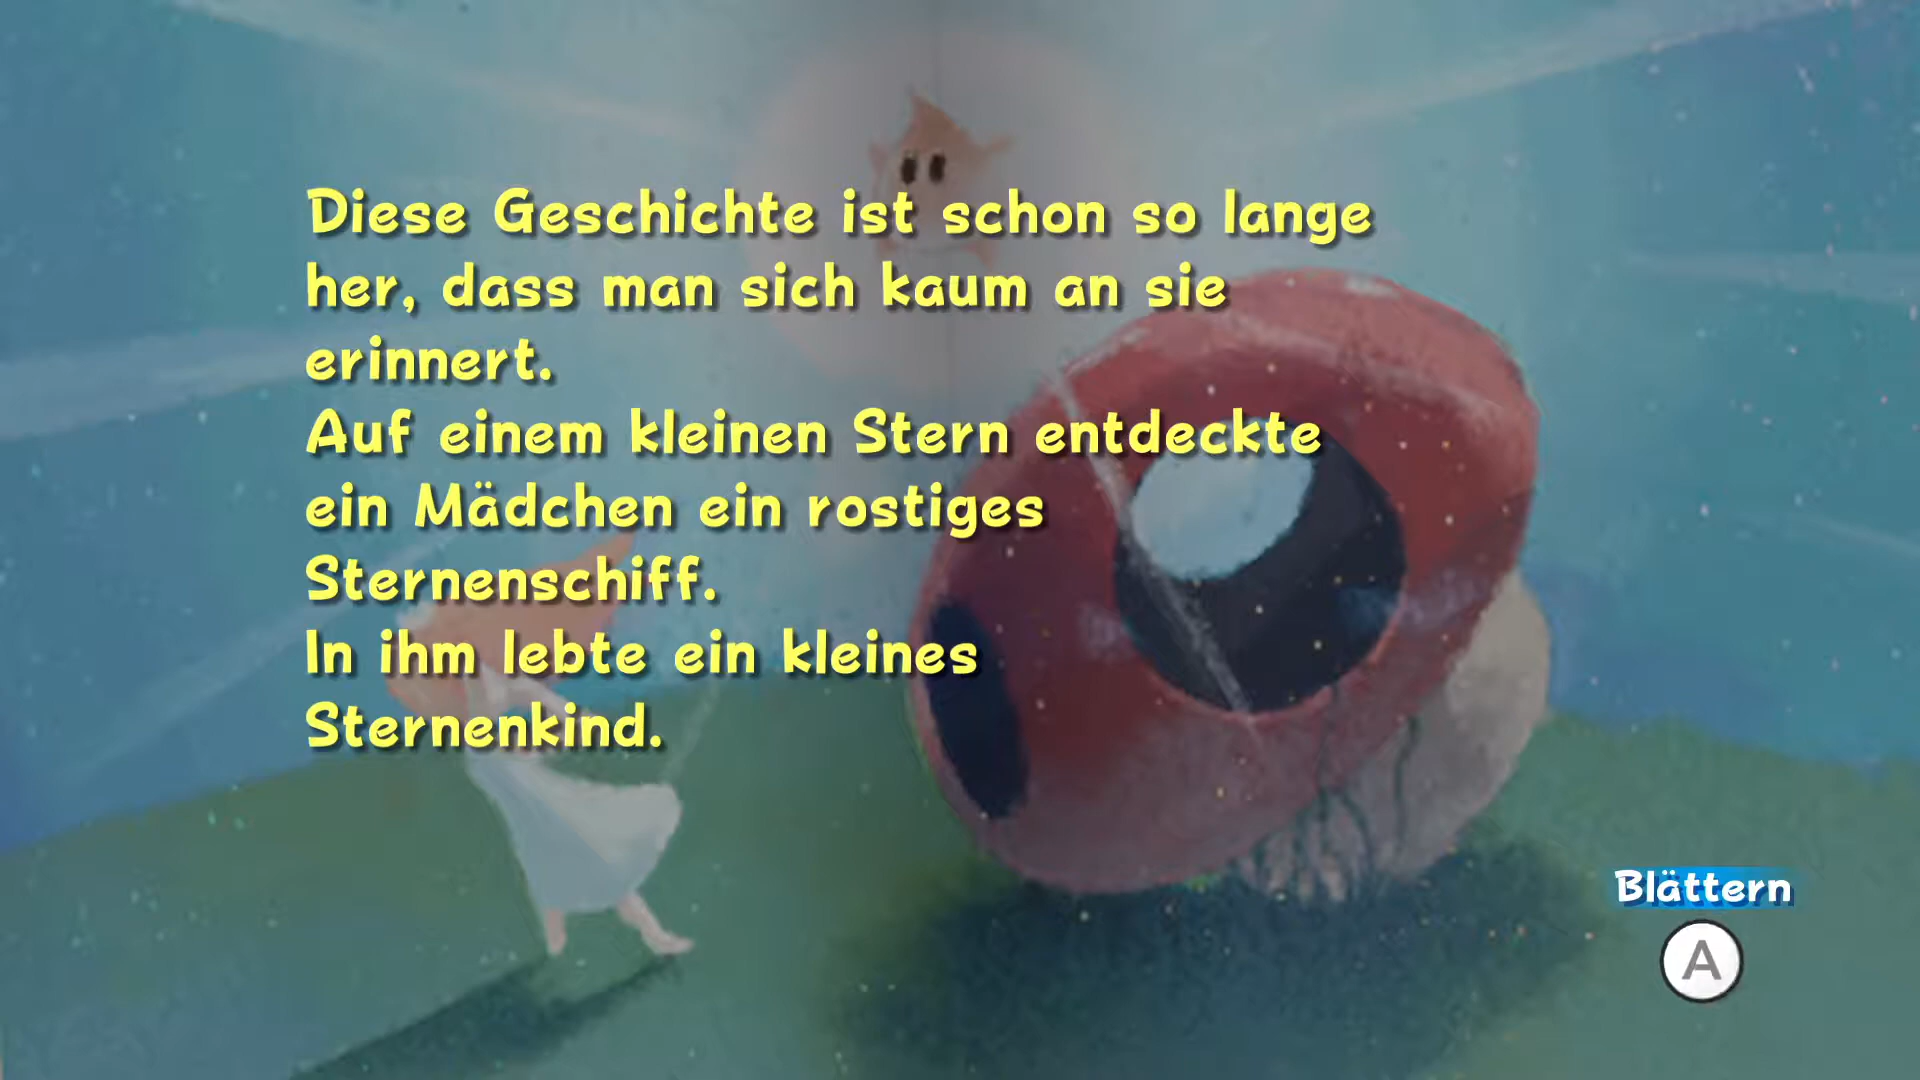 Diese Geschichte ist schon so lange
her, dass man sich kaum an sie
erinnert.
Auf einem kleinen Stern entdeckte
ein Mädchen ein rostiges
Sternenschiff.
In ihm lebte ein kleines
Sternenkind.
Blättern
A